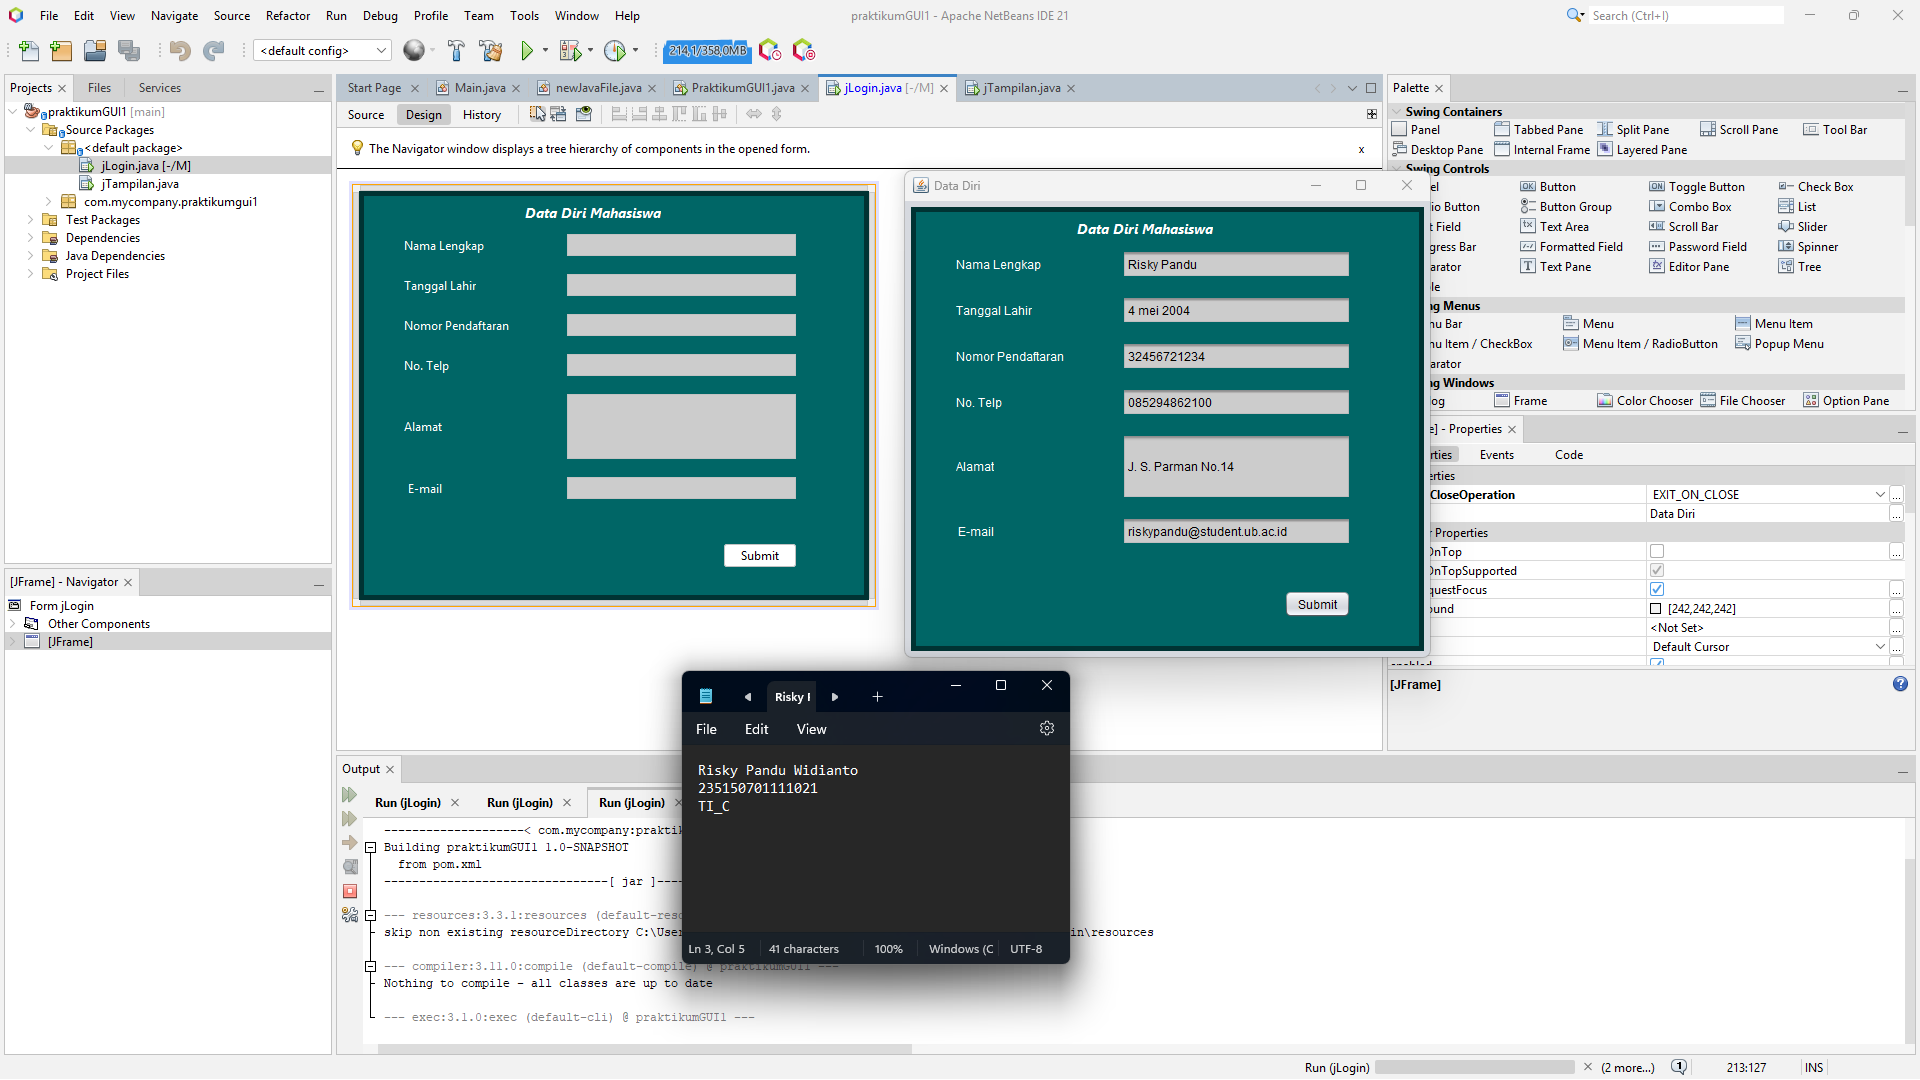 File Edit View Navigate Source Refactor Run Debug Profile Team Tools Window Help
praktikumGUI1 - Apache NetBeans IDE 21
Search (Ctrl+I)
<default config>
214,1/358,0MB
Projects Files Services
praktikumGUI1 [main]
Source Packages
<default package>
jLogin.java [-/M]
jTampilan.java
com.mycompany.praktikumgui1
Test Packages
Dependencies
Java Dependencies
Project Files
[JFrame] - Navigator
Form jLogin
Other Components
[JFrame]
Start Page Main.java newJavaFile.java PraktikumGUI1.java jLogin.java [-/M] jTampilan.java
Source Design History
The Navigator window displays a tree hierarchy of components in the opened form.
x
Data Diri Mahasiswa
Nama Lengkap
Tanggal Lahir
Nomor Pendaftaran
No. Telp
Alamat
E-mail
Submit
Data Diri
Data Diri Mahasiswa
Nama Lengkap Risky Pandu
Tanggal Lahir 4 mei 2004
Nomor Pendaftaran 32456721234
No. Telp 085294862100
Alamat J. S. Parman No.14
E-mail riskypandu@student.ub.ac.id
Submit
Palette
Swing Containers
Panel Tabbed Pane Split Pane Scroll Pane Tool Bar
Desktop Pane Internal Frame Layered Pane
Swing Controls
el Button Toggle Button Check Box
io Button Button Group Combo Box List
t Field Text Area Scroll Bar Slider
gress Bar Formatted Field Password Field Spinner
arator Text Pane Editor Pane Tree
le
ng Menus
nu Bar Menu Menu Item
nu Item / CheckBox Menu Item / RadioButton Popup Menu
arator
ng Windows
og Frame Color Chooser File Chooser Option Pane
e] - Properties
rties Events Code
erties
CloseOperation EXIT_ON_CLOSE
Data Diri
r Properties
OnTop
OnTopSupported
questFocus
ound [242,242,242]
<Not Set>
Default Cursor
enabled
[JFrame]
Risky I
File Edit View
Risky Pandu Widianto
235150701111021
TI_C
Ln 3, Col 5 41 characters 100% Windows (C UTF-8
Output
Run (jLogin) Run (jLogin) Run (jLogin)
--------------------< com.mycompany:prakti
Building praktikumGUI1 1.0-SNAPSHOT
from pom.xml
--------------------------------[ jar ]----
--- resources:3.3.1:resources (default-reso
skip non existing resourceDirectory C:\User in\resources
--- compiler:3.11.0:compile (default-compile) @ praktikumGUI1 ---
Nothing to compile - all classes are up to date
--- exec:3.1.0:exec (default-cli) @ praktikumGUI1 ---
Run (jLogin) (2 more...) 1 213:127 INS